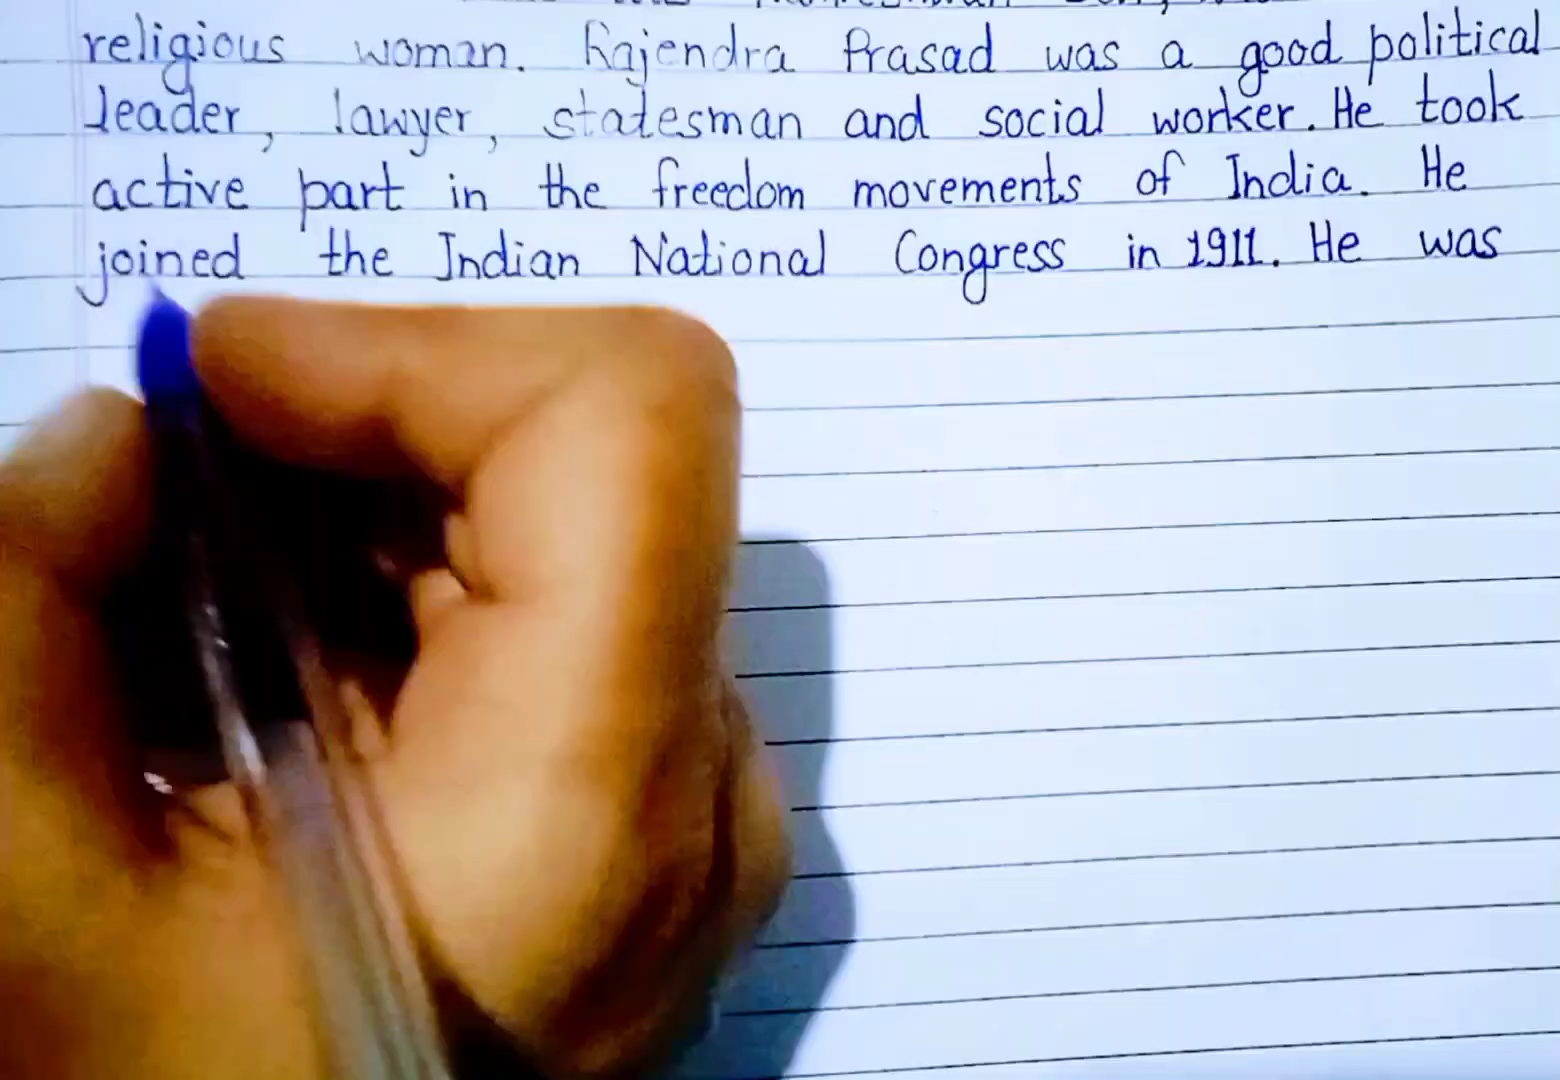 religious woman. Rajendra Prasad was a good political
leader, lawyer, statesman and social worker. He took
active part in the freedom movements of India. He
joined the Indian National Congress in 1911. He was